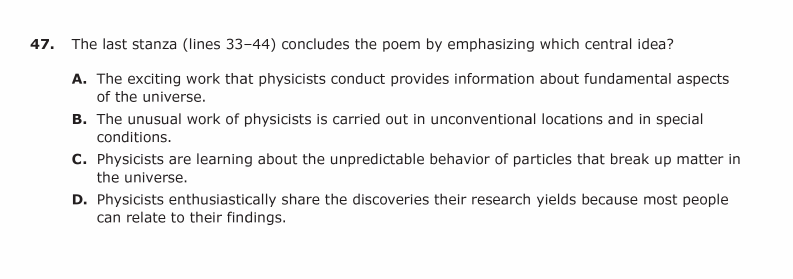 47. The last stanza (lines 33–44) concludes the poem by emphasizing which central idea?
A. The exciting work that physicists conduct provides information about fundamental aspects
of the universe.
B. The unusual work of physicists is carried out in unconventional locations and in special
conditions.
C. Physicists are learning about the unpredictable behavior of particles that break up matter in
the universe.
D. Physicists enthusiastically share the discoveries their research yields because most people
can relate to their findings.